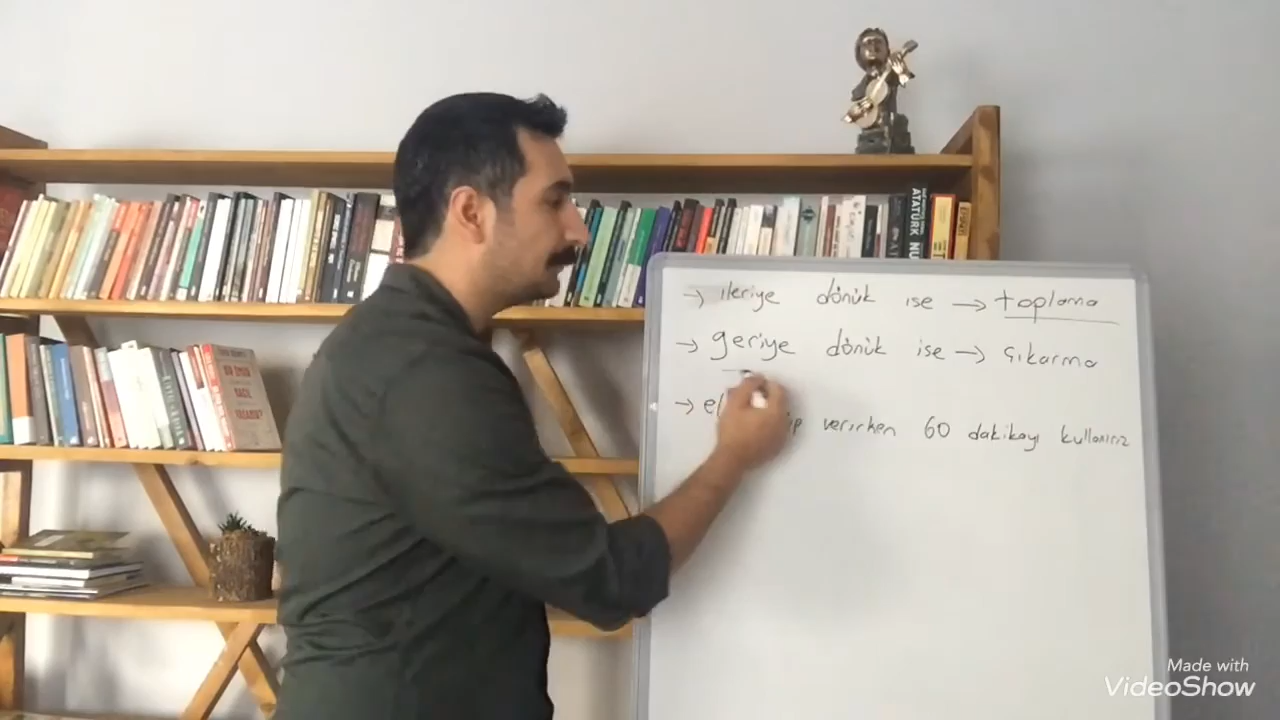 → ileriye dönük ise → toplama
→ geriye dönük ise → çıkarma
→ verirken 60 dakikayı kullanırız
ATATÜRK
Made with
VideoShow